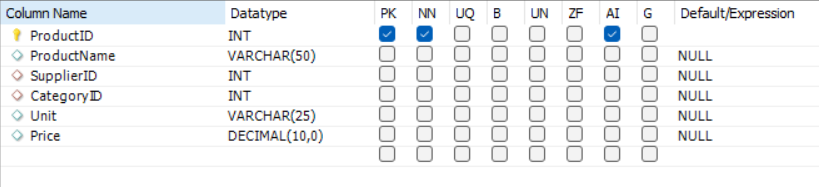 Column Name Datatype PK NN UQ B UN ZF AI G Default/Expression
ProductID INT
ProductName VARCHAR(50) NULL
SupplierID INT NULL
CategoryID INT NULL
Unit VARCHAR(25) NULL
Price DECIMAL(10,0) NULL